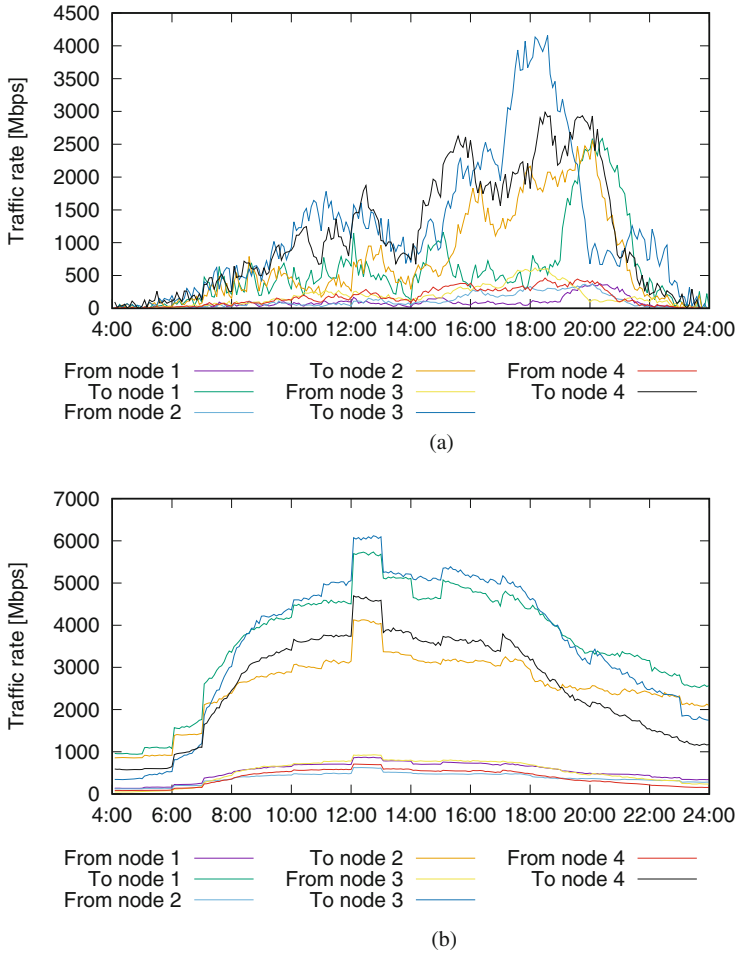 4500
4000
3500
3000
2500
2000
1500
1000
500
0
Traffic rate [Mbps]
4:00 6:00 8:00 10:00 12:00 14:00 16:00 18:00 20:00 22:00 24:00
From node 1 To node 2 From node 4
To node 1 From node 3 To node 4
From node 2 To node 3
(a)
7000
6000
5000
4000
3000
2000
1000
0
Traffic rate [Mbps]
4:00 6:00 8:00 10:00 12:00 14:00 16:00 18:00 20:00 22:00 24:00
From node 1 To node 2 From node 4
To node 1 From node 3 To node 4
From node 2 To node 3
(b)